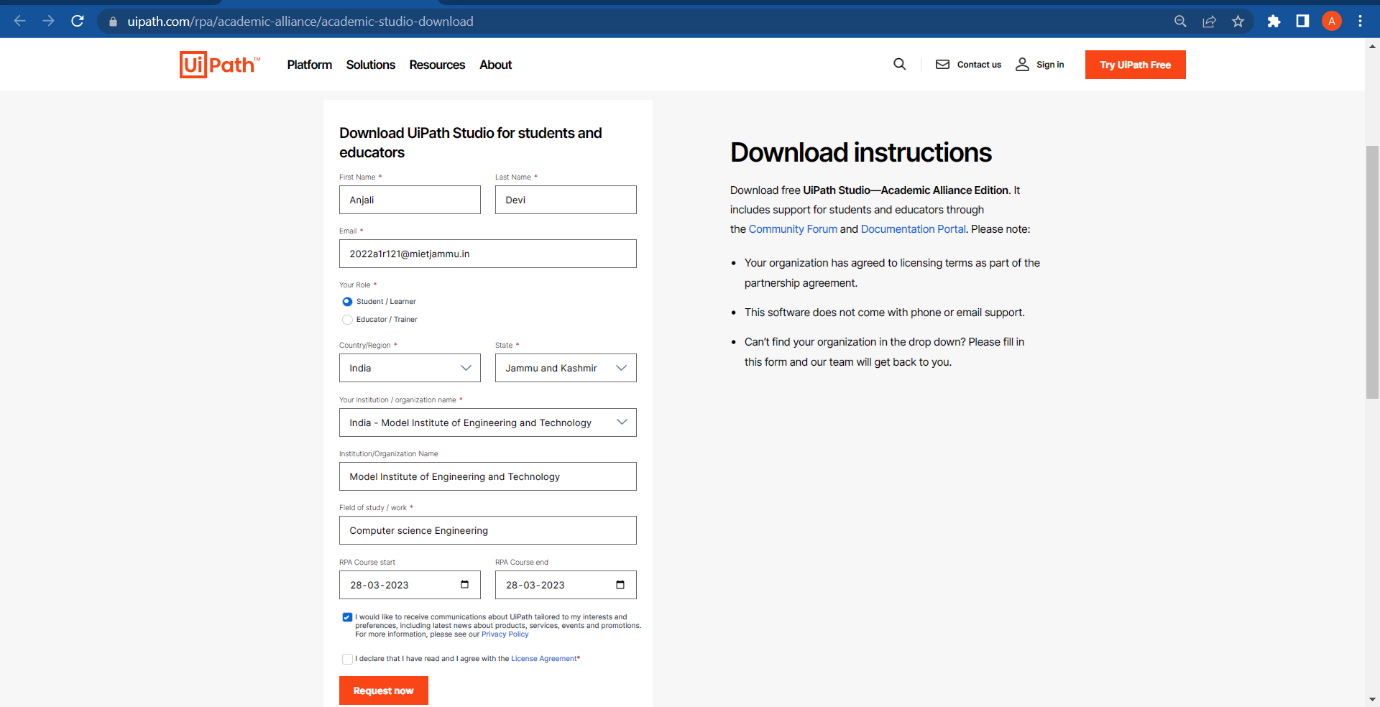 uipath.com/rpa/academic-alliance/academic-studio-download
A
UiPath™
Platform Solutions Resources About
Contact us
Sign in
Try UiPath Free
Download UiPath Studio for students and
educators
First Name *
Last Name *
Anjali
Devi
Email *
2022a1r121@mietjammu.in
Your Role *
Student / Learner
Educator / Trainer
Country/Region *
State *
India
Jammu and Kashmir
Your institution / organization name *
India - Model Institute of Engineering and Technology
Institution/Organization Name
Model Institute of Engineering and Technology
Field of study / work *
Computer science Engineering
RPA Course start
RPA Course end
28-03-2023
28-03-2023
I would like to receive communications about UiPath tailored to my interests and
preferences, including latest news about products, services, events and promotions.
For more information, please see our Privacy Policy
I declare that I have read and I agree with the License Agreement*
Request now
Download instructions
Download free UiPath Studio—Academic Alliance Edition. It
includes support for students and educators through
the Community Forum and Documentation Portal. Please note:
• Your organization has agreed to licensing terms as part of the
partnership agreement.
• This software does not come with phone or email support.
• Can't find your organization in the drop down? Please fill in
this form and our team will get back to you.